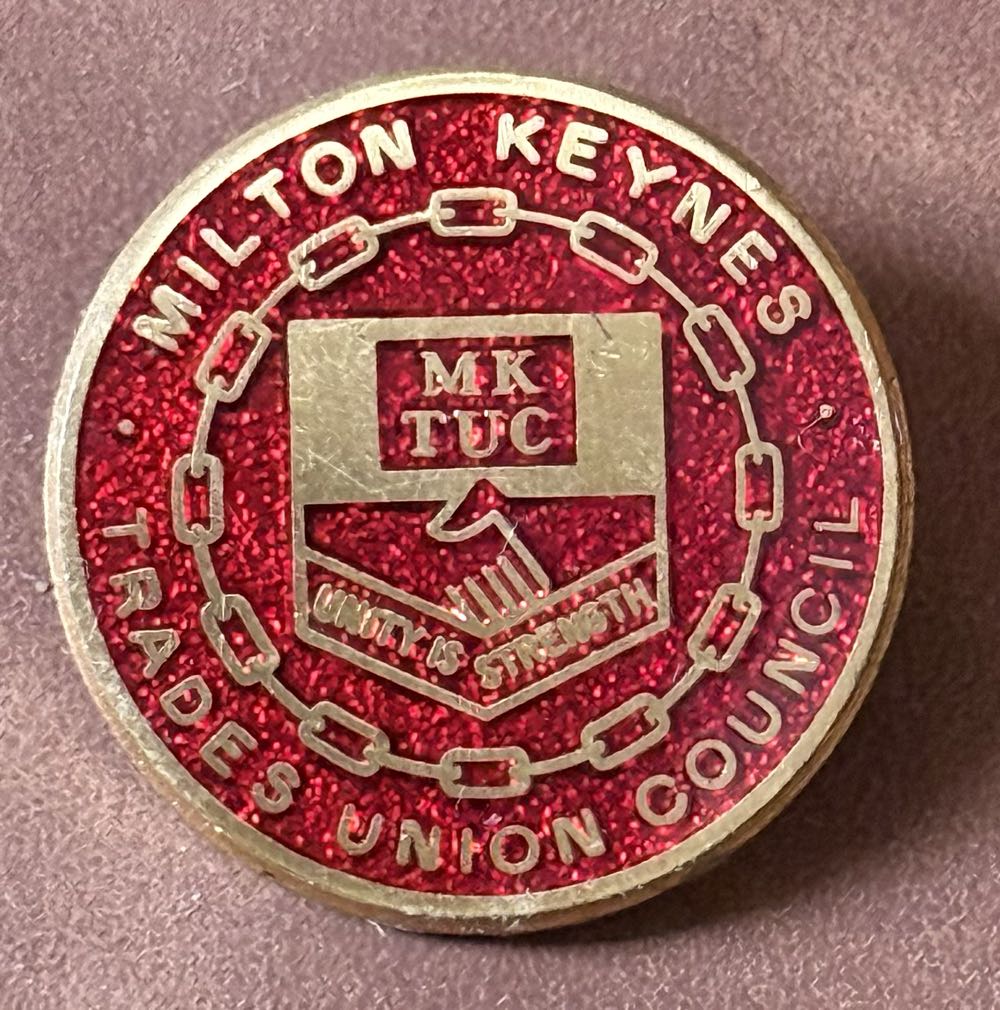 MILTON KEYNES
MK
TUC
UNITY IS STRENGTH
TRADES UNION COUNCIL